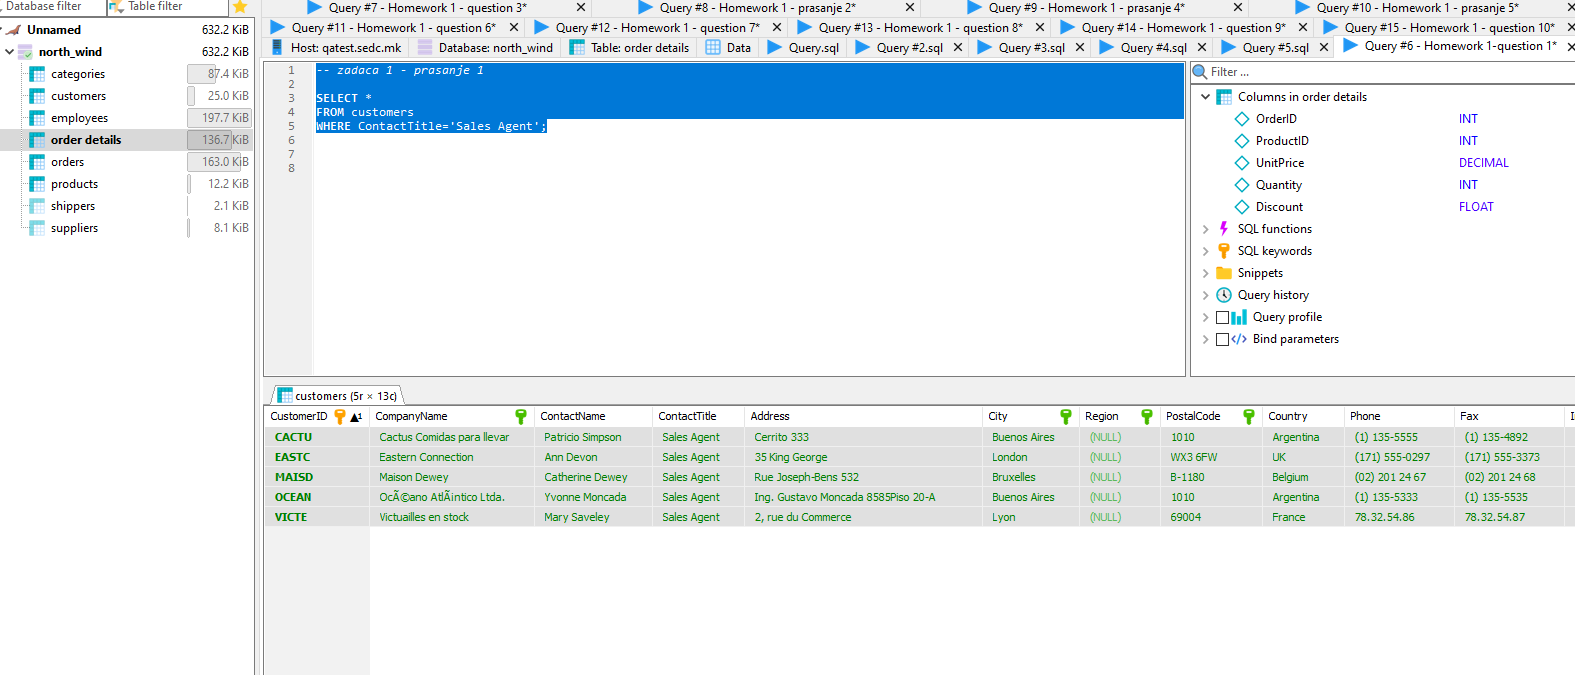 Database filter Table filter
Query #7 - Homework 1 - question 3* Query #8 - Homework 1 - prasanje 2* Query #9 - Homework 1 - prasanje 4* Query #10 - Homework 1 - prasanje 5*
Query #11 - Homework 1 - question 6* Query #12 - Homework 1 - question 7* Query #13 - Homework 1 - question 8* Query #14 - Homework 1 - question 9* Query #15 - Homework 1 - question 10*
Host: qatest.sedc.mk Database: north_wind Table: order details Data Query.sql Query #2.sql Query #3.sql Query #4.sql Query #5.sql Query #6 - Homework 1-question 1*
Unnamed 632.2 KiB
north_wind 632.2 KiB
categories 87.4 KiB
customers 25.0 KiB
employees 197.7 KiB
order details 136.7 KiB
orders 163.0 KiB
products 12.2 KiB
shippers 2.1 KiB
suppliers 8.1 KiB
1 -- zadaca 1 - prasanje 1
2
3 SELECT *
4 FROM customers
5 WHERE ContactTitle='Sales Agent';
6
7
8
Filter ...
Columns in order details
OrderID INT
ProductID INT
UnitPrice DECIMAL
Quantity INT
Discount FLOAT
SQL functions
SQL keywords
Snippets
Query history
Query profile
Bind parameters
customers (5r × 13c)
CustomerID 1 CompanyName ContactName ContactTitle Address City Region PostalCode Country Phone Fax
CACTU Cactus Comidas para llevar Patricio Simpson Sales Agent Cerrito 333 Buenos Aires (NULL) 1010 Argentina (1) 135-5555 (1) 135-4892
EASTC Eastern Connection Ann Devon Sales Agent 35 King George London (NULL) WX3 6FW UK (171) 555-0297 (171) 555-3373
MAISD Maison Dewey Catherine Dewey Sales Agent Rue Joseph-Bens 532 Bruxelles (NULL) B-1180 Belgium (02) 201 24 67 (02) 201 24 68
OCEAN OcÃ©ano AtlÃintico Ltda. Yvonne Moncada Sales Agent Ing. Gustavo Moncada 8585Piso 20-A Buenos Aires (NULL) 1010 Argentina (1) 135-5333 (1) 135-5535
VICTE Victuailles en stock Mary Saveley Sales Agent 2, rue du Commerce Lyon (NULL) 69004 France 78.32.54.86 78.32.54.87